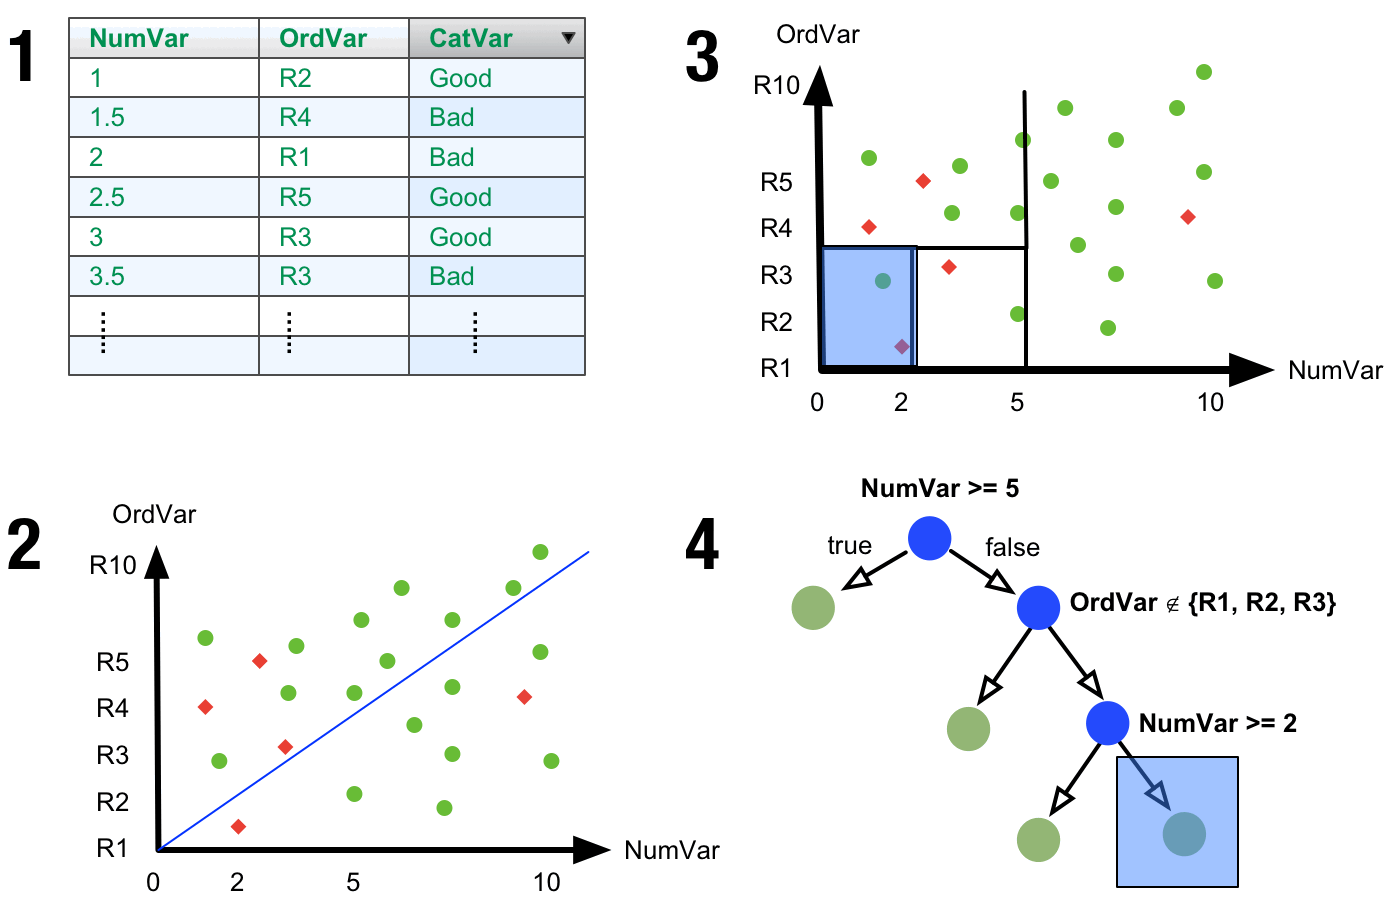 1
NumVar OrdVar CatVar
1 R2 Good
1.5 R4 Bad
2 R1 Bad
2.5 R5 Good
3 R3 Good
3.5 R3 Bad
2
OrdVar
R10
R5
R4
R3
R2
R1
NumVar
0 2 5 10
3
OrdVar
R10
R5
R4
R3
R2
R1
NumVar
0 2 5 10
4
NumVar >= 5
true false
OrdVar ∉ {R1, R2, R3}
NumVar >= 2